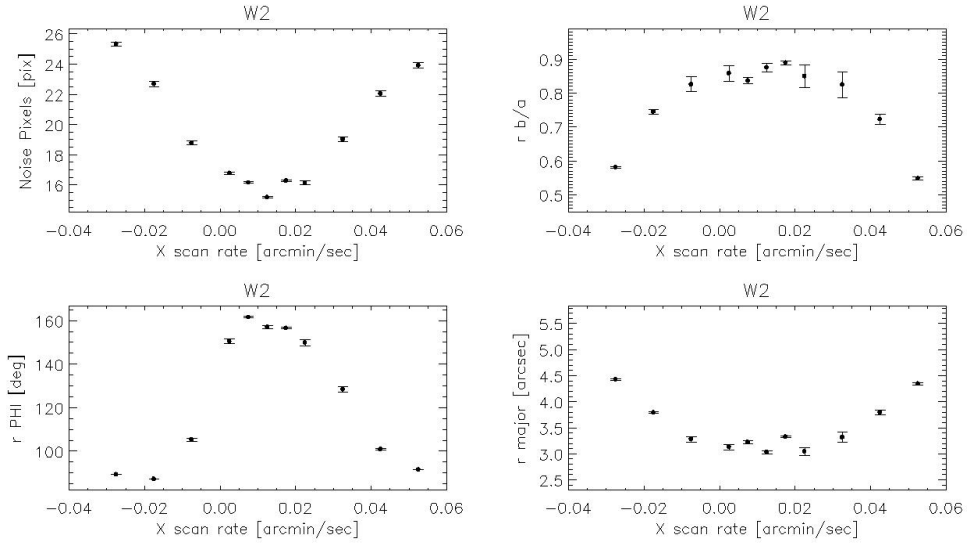 W2
Noise Pixels [pix]
26
24
22
20
18
16
−0.04 −0.02 0.00 0.02 0.04 0.06
X scan rate [arcmin/sec]
W2
r b/a
0.9
0.8
0.7
0.6
0.5
−0.04 −0.02 0.00 0.02 0.04 0.06
X scan rate [arcmin/sec]
W2
r PHI [deg]
160
140
120
100
−0.04 −0.02 0.00 0.02 0.04 0.06
X scan rate [arcmin/sec]
W2
r major [arcsec]
5.5
5.0
4.5
4.0
3.5
3.0
2.5
−0.04 −0.02 0.00 0.02 0.04 0.06
X scan rate [arcmin/sec]